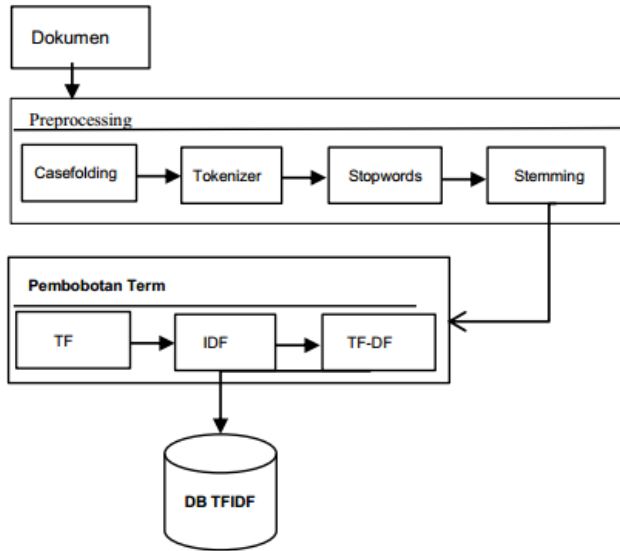 Dokumen
Preprocessing
Casefolding
Tokenizer
Stopwords
Stemming
Pembobotan Term
TF
IDF
TF-DF
DB TFIDF